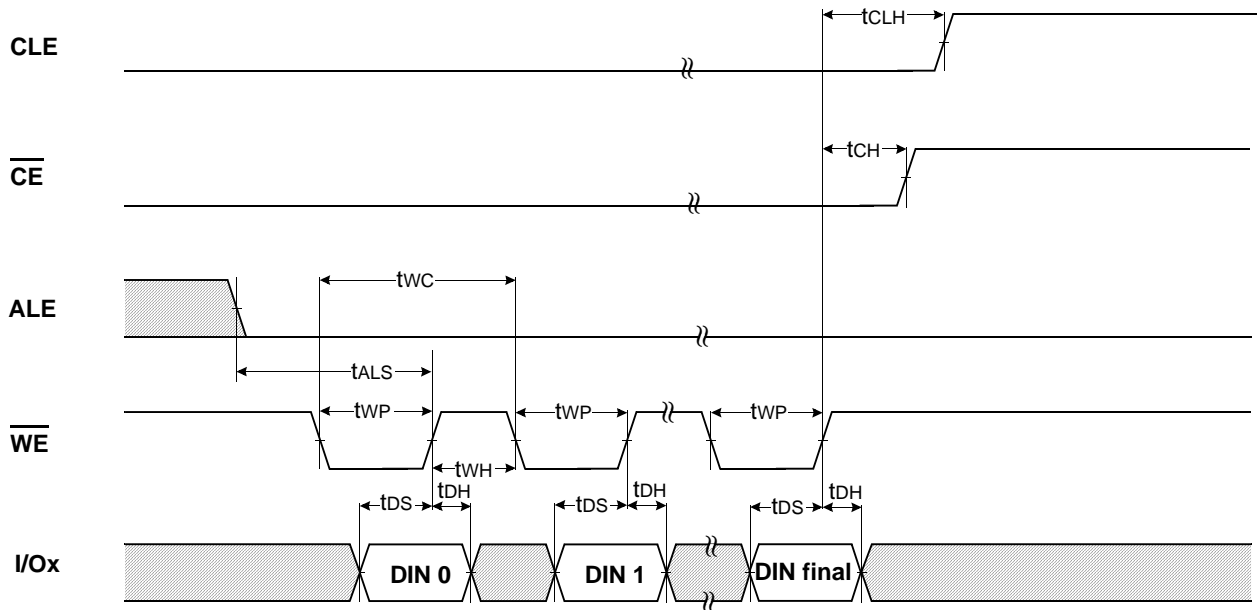 tCLH
CLE
tCH
CE
tWC
ALE
tALS
tWP tWP tWP
WE
tWH
tDS tDH tDS tDH tDS tDH
I/Ox DIN 0 DIN 1 DIN final